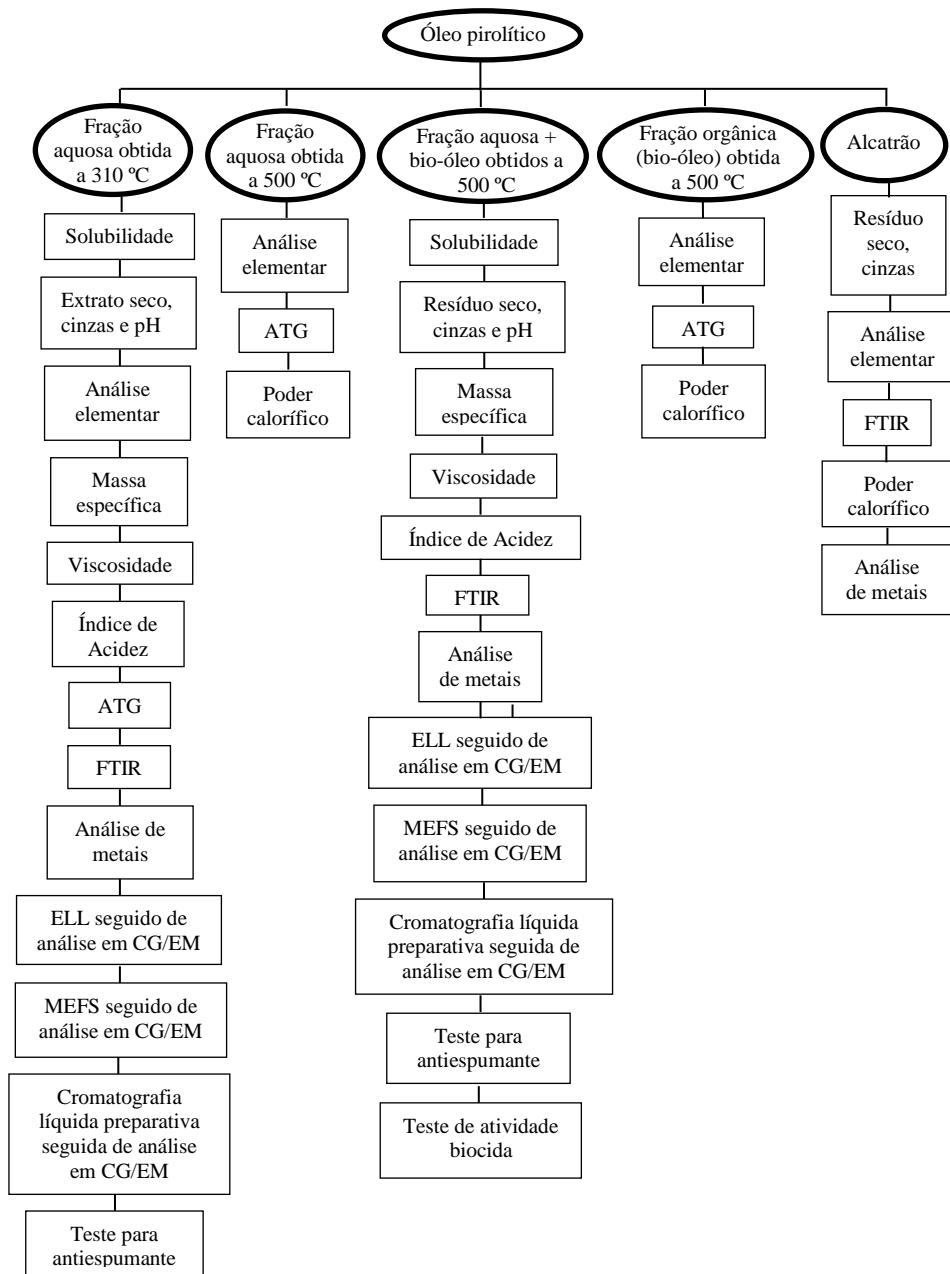 Óleo pirolítico
Fração
aquosa obtida
a 310 ºC
Solubilidade
Extrato seco,
cinzas e pH
Análise
elementar
Massa
específica
Viscosidade
Índice de
Acidez
ATG
FTIR
Análise de
metais
ELL seguido de
análise em CG/EM
MEFS seguido de
análise em CG/EM
Cromatografia
líquida preparativa
seguida de análise
em CG/EM
Teste para
antiespumante
Fração
aquosa obtida
a 500 ºC
Análise
elementar
ATG
Poder
calorífico
Fração aquosa +
bio-óleo obtidos a
500 ºC
Solubilidade
Resíduo seco,
cinzas e pH
Massa
específica
Viscosidade
Índice de Acidez
FTIR
Análise
de metais
ELL seguido de
análise em CG/EM
MEFS seguido de
análise em CG/EM
Cromatografia líquida
preparativa seguida de
análise em CG/EM
Teste para
antiespumante
Teste de atividade
biocida
Fração orgânica
(bio-óleo) obtida
a 500 ºC
Análise
elementar
ATG
Poder
calorífico
Alcatrão
Resíduo
seco,
cinzas
Análise
elementar
FTIR
Poder
calorífico
Análise
de metais